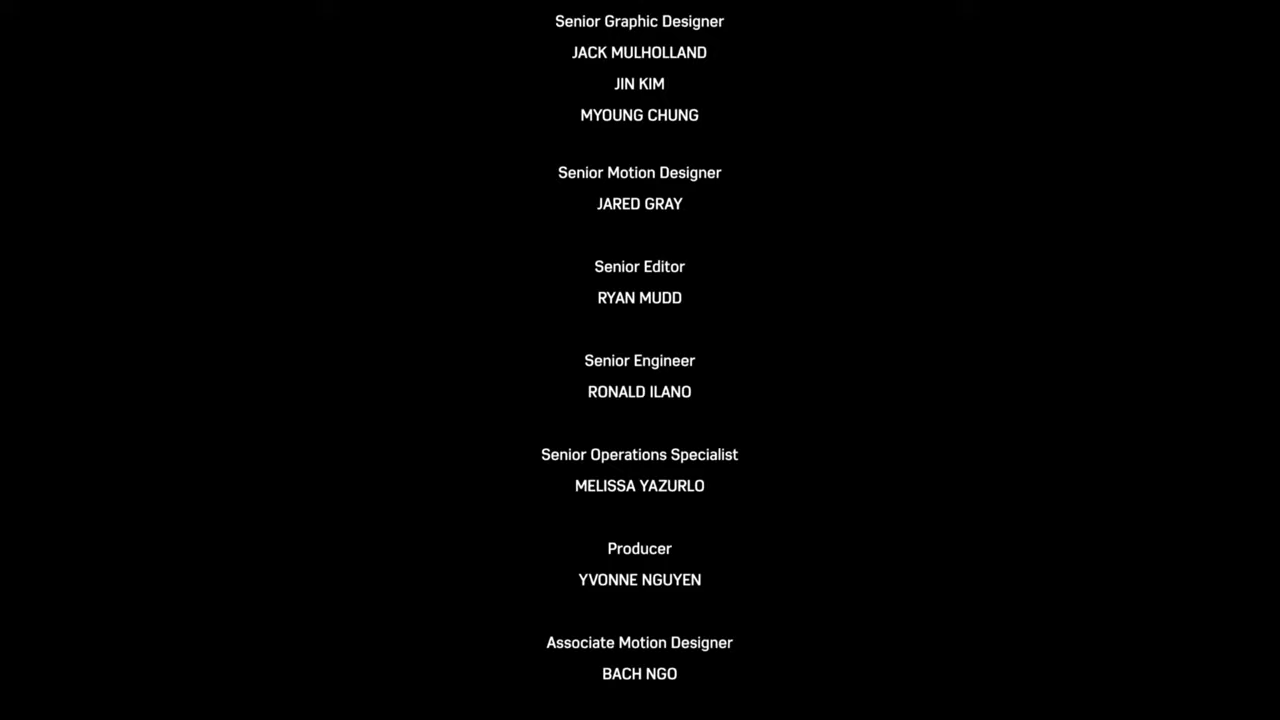 Senior Graphic Designer
JACK MULHOLLAND
JIN KIM
MYOUNG CHUNG
Senior Motion Designer
JARED GRAY
Senior Editor
RYAN MUDD
Senior Engineer
RONALD ILANO
Senior Operations Specialist
MELISSA YAZURLO
Producer
YVONNE NGUYEN
Associate Motion Designer
BACH NGO